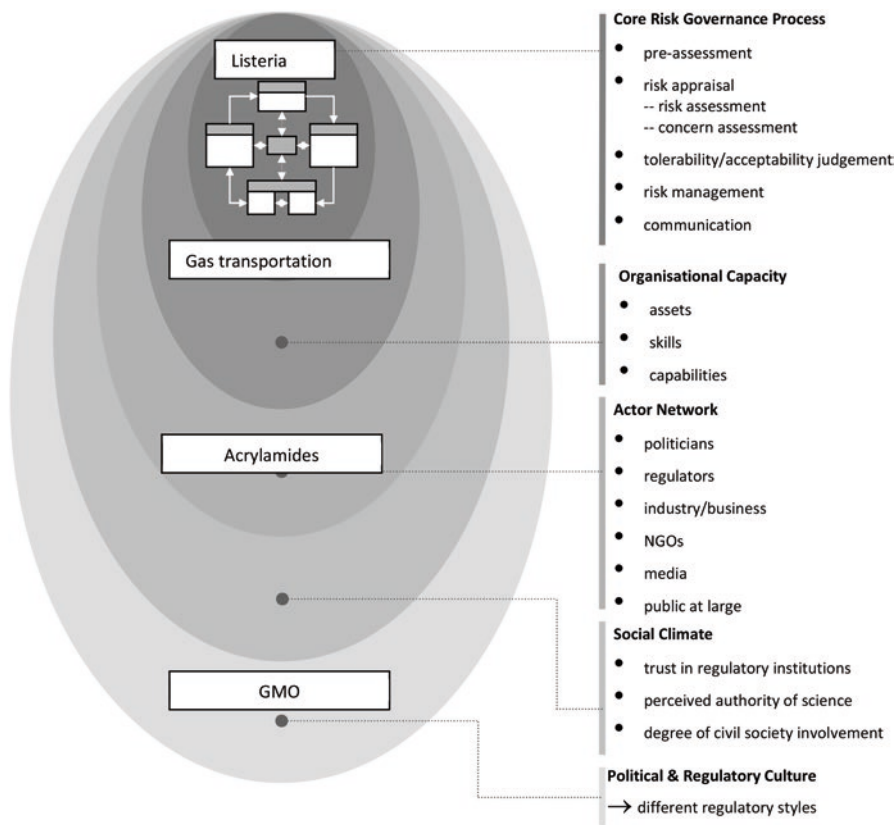 Listeria
Gas transportation
Acrylamides
GMO
Core Risk Governance Process
• pre-assessment
• risk appraisal
-- risk assessment
-- concern assessment
• tolerability/acceptability judgement
• risk management
• communication
Organisational Capacity
• assets
• skills
• capabilities
Actor Network
• politicians
• regulators
• industry/business
• NGOs
• media
• public at large
Social Climate
• trust in regulatory institutions
• perceived authority of science
• degree of civil society involvement
Political & Regulatory Culture
→ different regulatory styles